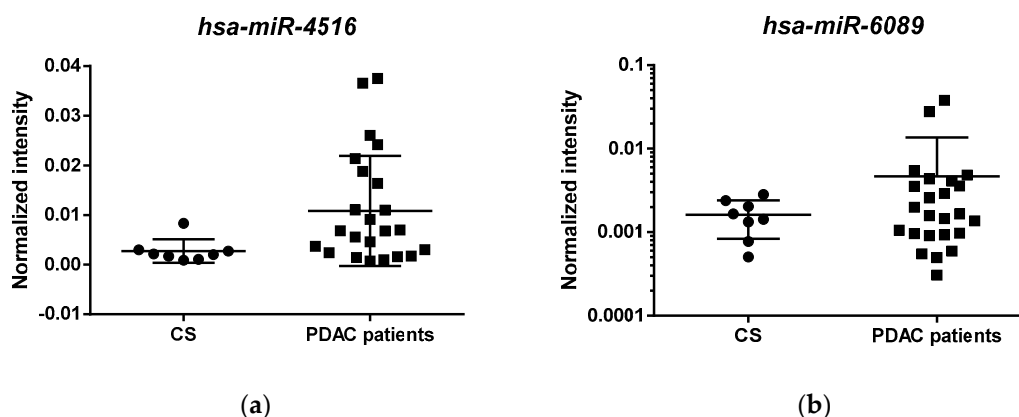 hsa-miR-4516
Normalized intensity
0.04
0.03
0.02
0.01
0.00
-0.01
CS
PDAC patients
(a)
hsa-miR-6089
Normalized intensity
0.1
0.01
0.001
0.0001
CS
PDAC patients
(b)